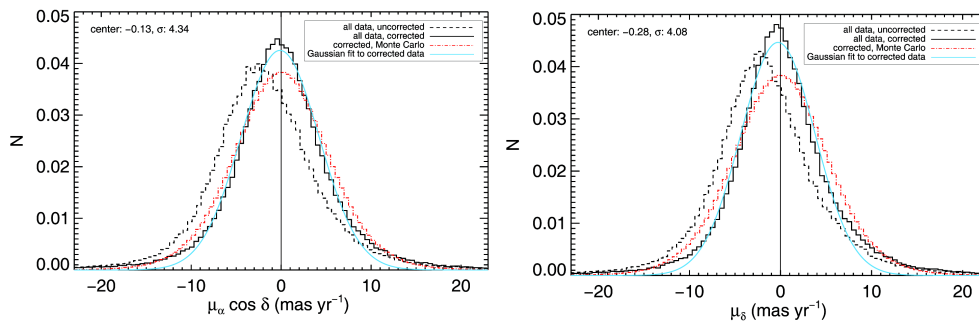 center: -0.13, σ: 4.34
all data, uncorrected
all data, corrected
corrected, Monte Carlo
Gaussian fit to corrected data
0.05
0.04
0.03
0.02
0.01
0.00
N
−20 −10 0 10 20
μα cos δ (mas yr⁻¹)
center: -0.28, σ: 4.08
all data, uncorrected
all data, corrected
corrected, Monte Carlo
Gaussian fit to corrected data
0.05
0.04
0.03
0.02
0.01
0.00
N
−20 −10 0 10 20
μδ (mas yr⁻¹)